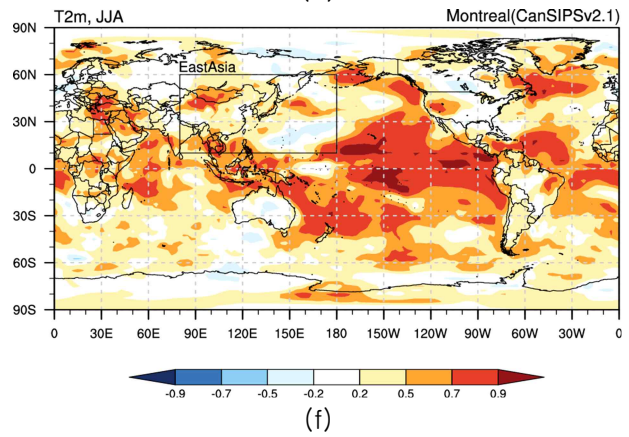 T2m, JJA Montreal(CanSIPSv2.1)
90N
60N
EastAsia
30N
0
30S
60S
90S
0 30E 60E 90E 120E 150E 180 150W 120W 90W 60W 30W 0
-0.9 -0.7 -0.5 -0.2 0.2 0.5 0.7 0.9
(f)